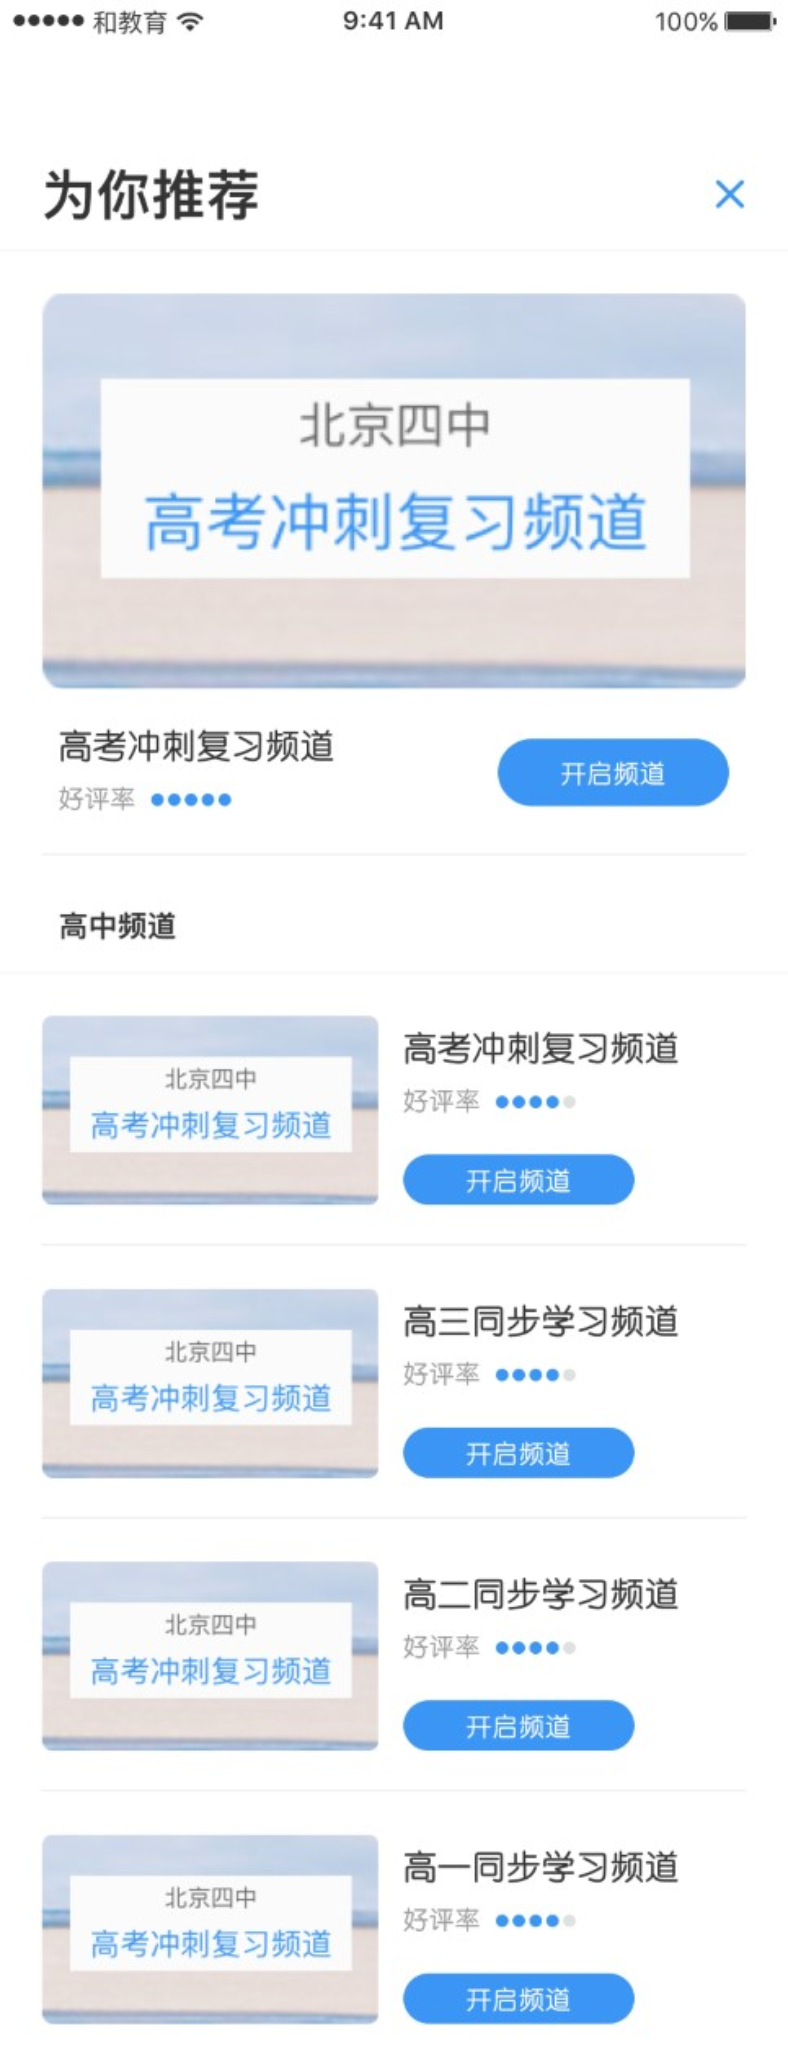 和教育 9:41 AM 100%
为你推荐
北京四中
高考冲刺复习频道
高考冲刺复习频道
好评率
开启频道
高中频道
北京四中
高考冲刺复习频道
高考冲刺复习频道
好评率
开启频道
北京四中
高考冲刺复习频道
高三同步学习频道
好评率
开启频道
北京四中
高考冲刺复习频道
高二同步学习频道
好评率
开启频道
北京四中
高考冲刺复习频道
高一同步学习频道
好评率
开启频道